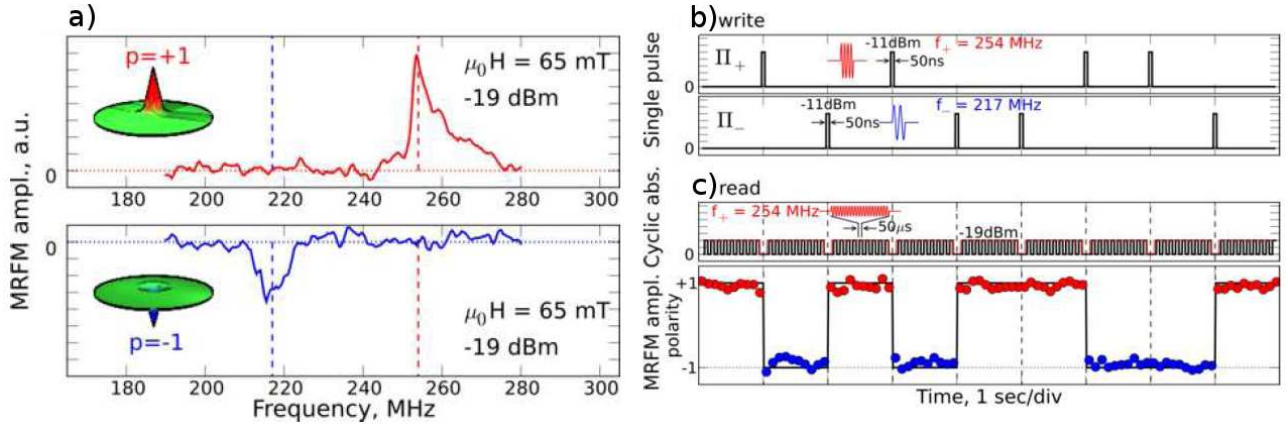 a)
MRFM ampl., a.u.
p=+1
μ₀H = 65 mT
-19 dBm
0
180 200 220 240 260 280 300
0
p=-1
μ₀H = 65 mT
-19 dBm
180 200 220 240 260 280 300
Frequency, MHz
b) write
Single pulse
Π₊
-11dBm
50ns
f₊ = 254 MHz
0
Π₋
-11dBm
50ns
f₋ = 217 MHz
0
c) read
Cyclic abs.
f₊ = 254 MHz
50μs
-19dBm
0
MRFM ampl.
polarity
+1
-1
Time, 1 sec/div